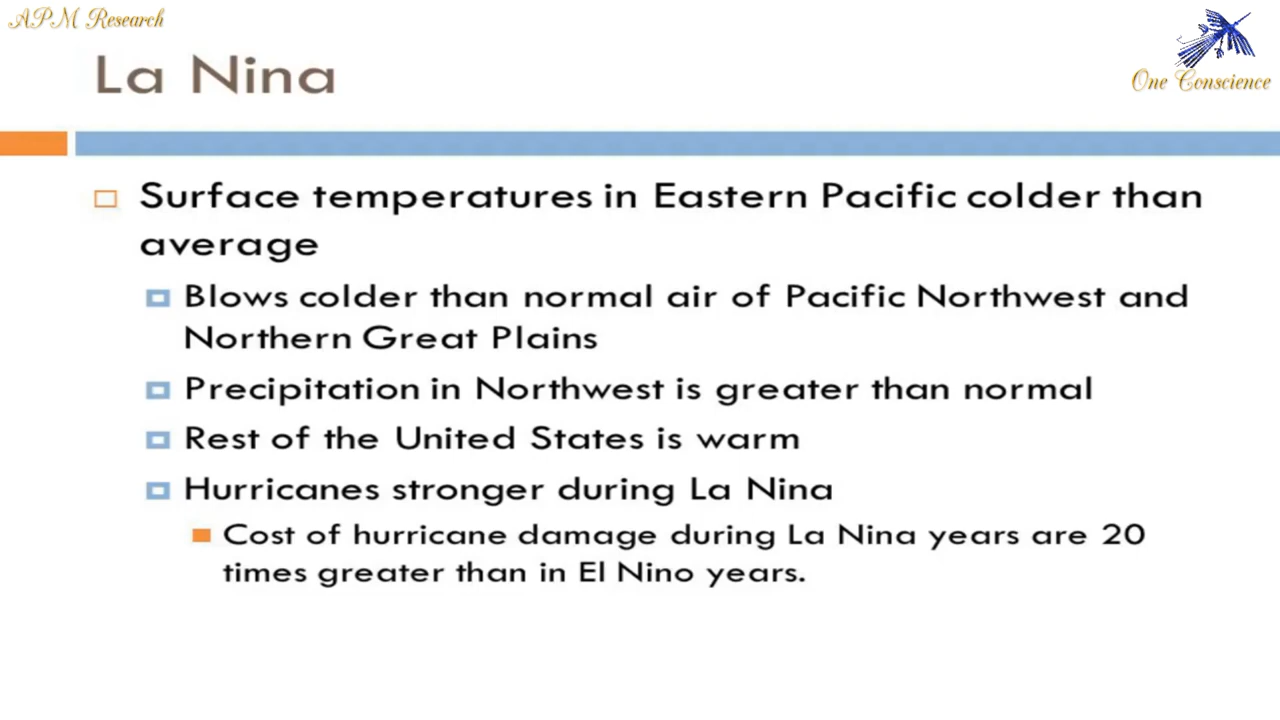 APM Research
One Conscience
La Nina
Surface temperatures in Eastern Pacific colder than
average
Blows colder than normal air of Pacific Northwest and
Northern Great Plains
Precipitation in Northwest is greater than normal
Rest of the United States is warm
Hurricanes stronger during La Nina
Cost of hurricane damage during La Nina years are 20
times greater than in El Nino years.